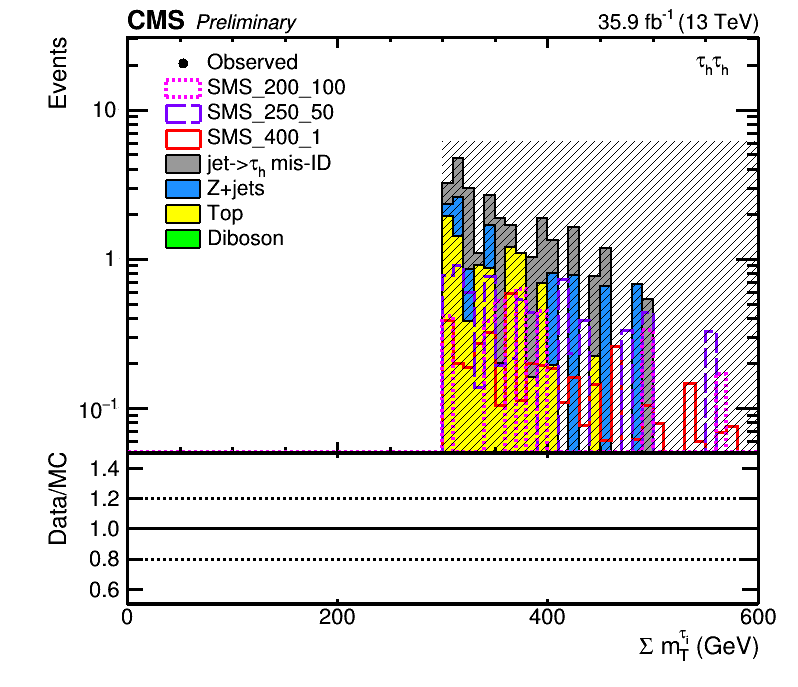 CMS Preliminary 35.9 fb⁻¹ (13 TeV)
Events
τₕτₕ
Observed
SMS_200_100
SMS_250_50
SMS_400_1
jet->τₕ mis-ID
Z+jets
Top
Diboson
10
1
10⁻¹
Data/MC
1.4
1.2
1.0
0.8
0.6
0 200 400 600
Σ m_T^{τ_i} (GeV)